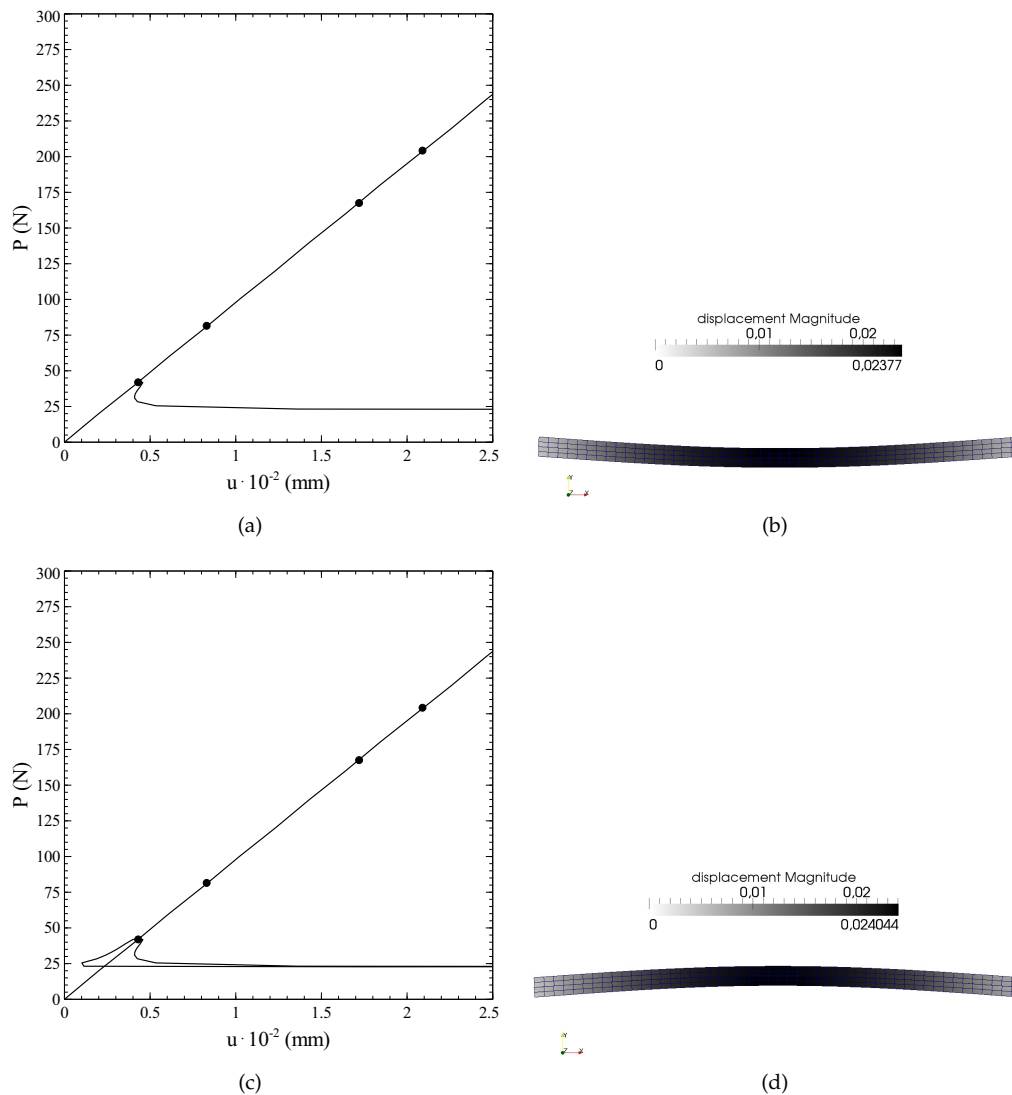 300
275
250
225
200
175
150
125
100
75
50
25
0
P (N)
0 0.5 1 1.5 2 2.5
u · 10⁻² (mm)
(a)
displacement Magnitude
0,01 0,02
0 0,02377
Y
Z X
(b)
300
275
250
225
200
175
150
125
100
75
50
25
0
P (N)
0 0.5 1 1.5 2 2.5
u · 10⁻² (mm)
(c)
displacement Magnitude
0,01 0,02
0 0,024044
Y
Z X
(d)